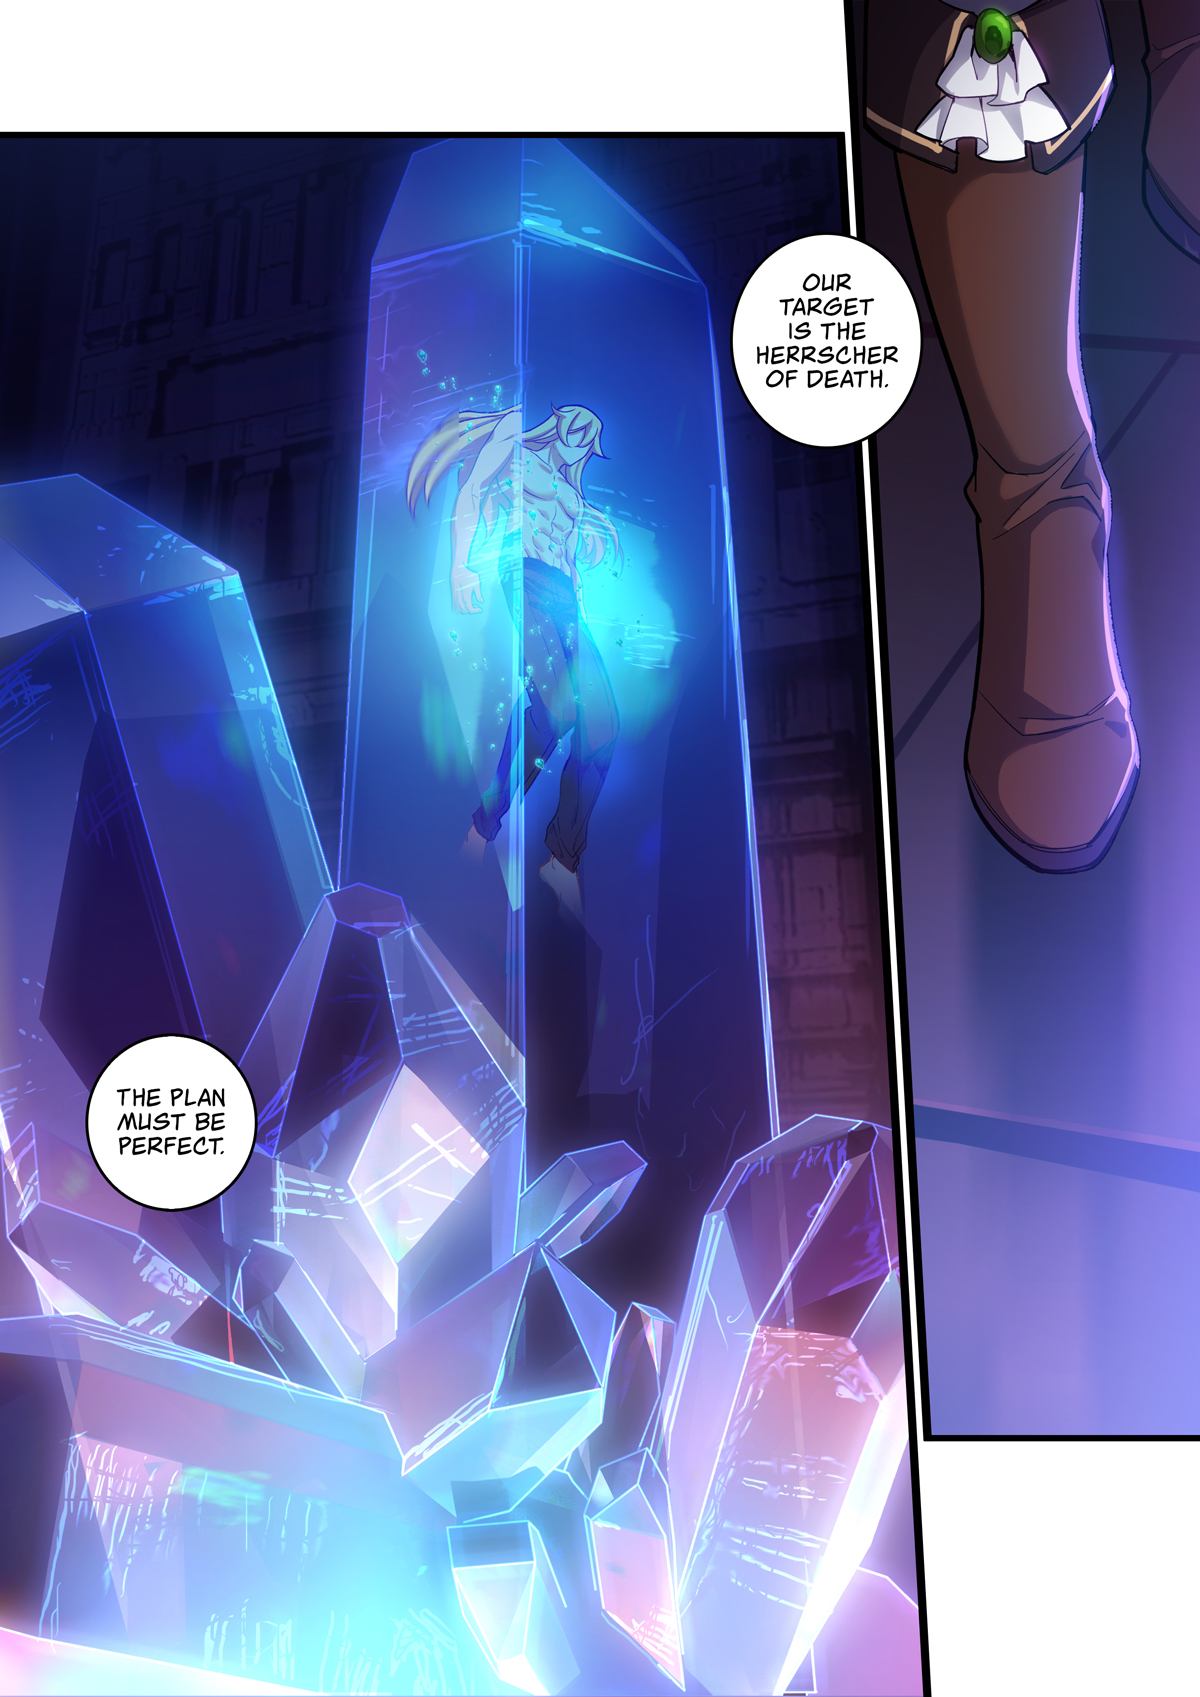 OUR
TARGET
IS THE
HERRSCHER
OF DEATH.
THE PLAN
MUST BE
PERFECT.